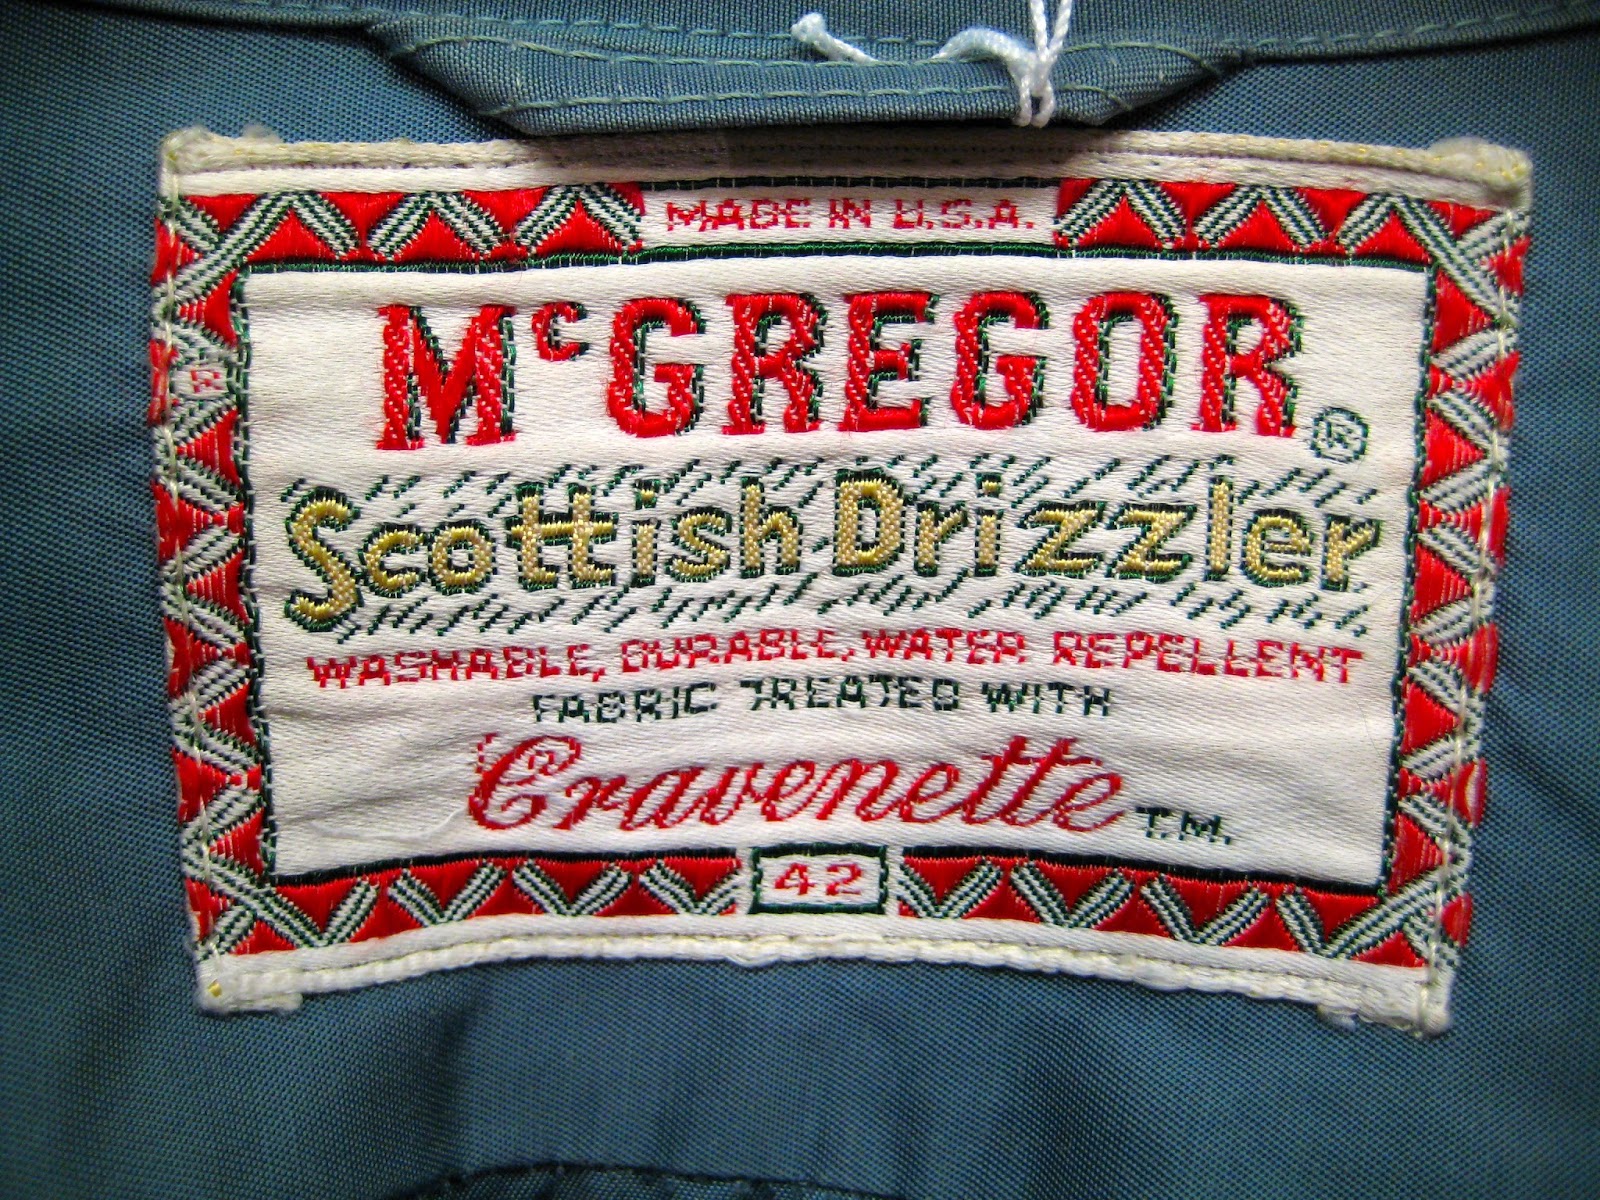 MADE IN U.S.A.
McGREGOR ®
Scottish Drizzler
WASHABLE, DURABLE, WATER REPELLENT
FABRIC TREATED WITH
Cravenette T.M.
42